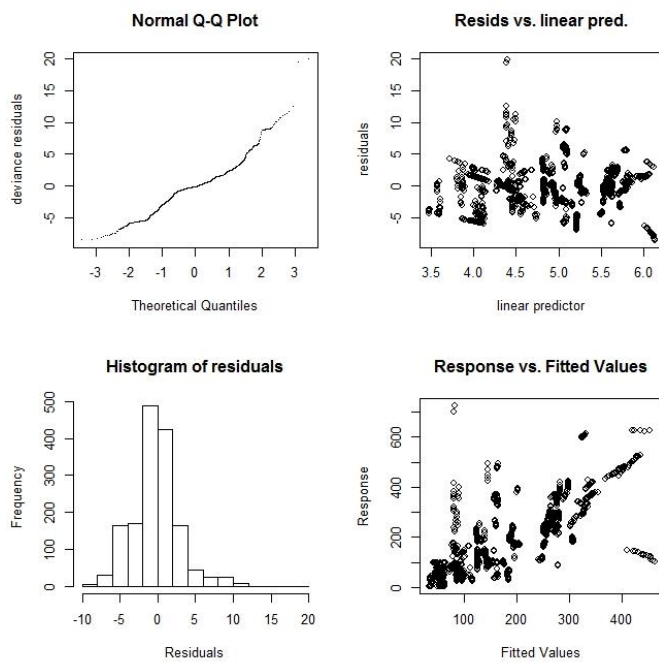 Normal Q-Q Plot
deviance residuals
20
15
10
5
0
-5
-3 -2 -1 0 1 2 3
Theoretical Quantiles
Resids vs. linear pred.
residuals
20
15
10
5
0
-5
3.5 4.0 4.5 5.0 5.5 6.0
linear predictor
Histogram of residuals
Frequency
500
400
300
200
100
0
-10 -5 0 5 10 15 20
Residuals
Response vs. Fitted Values
Response
600
400
200
0
100 200 300 400
Fitted Values